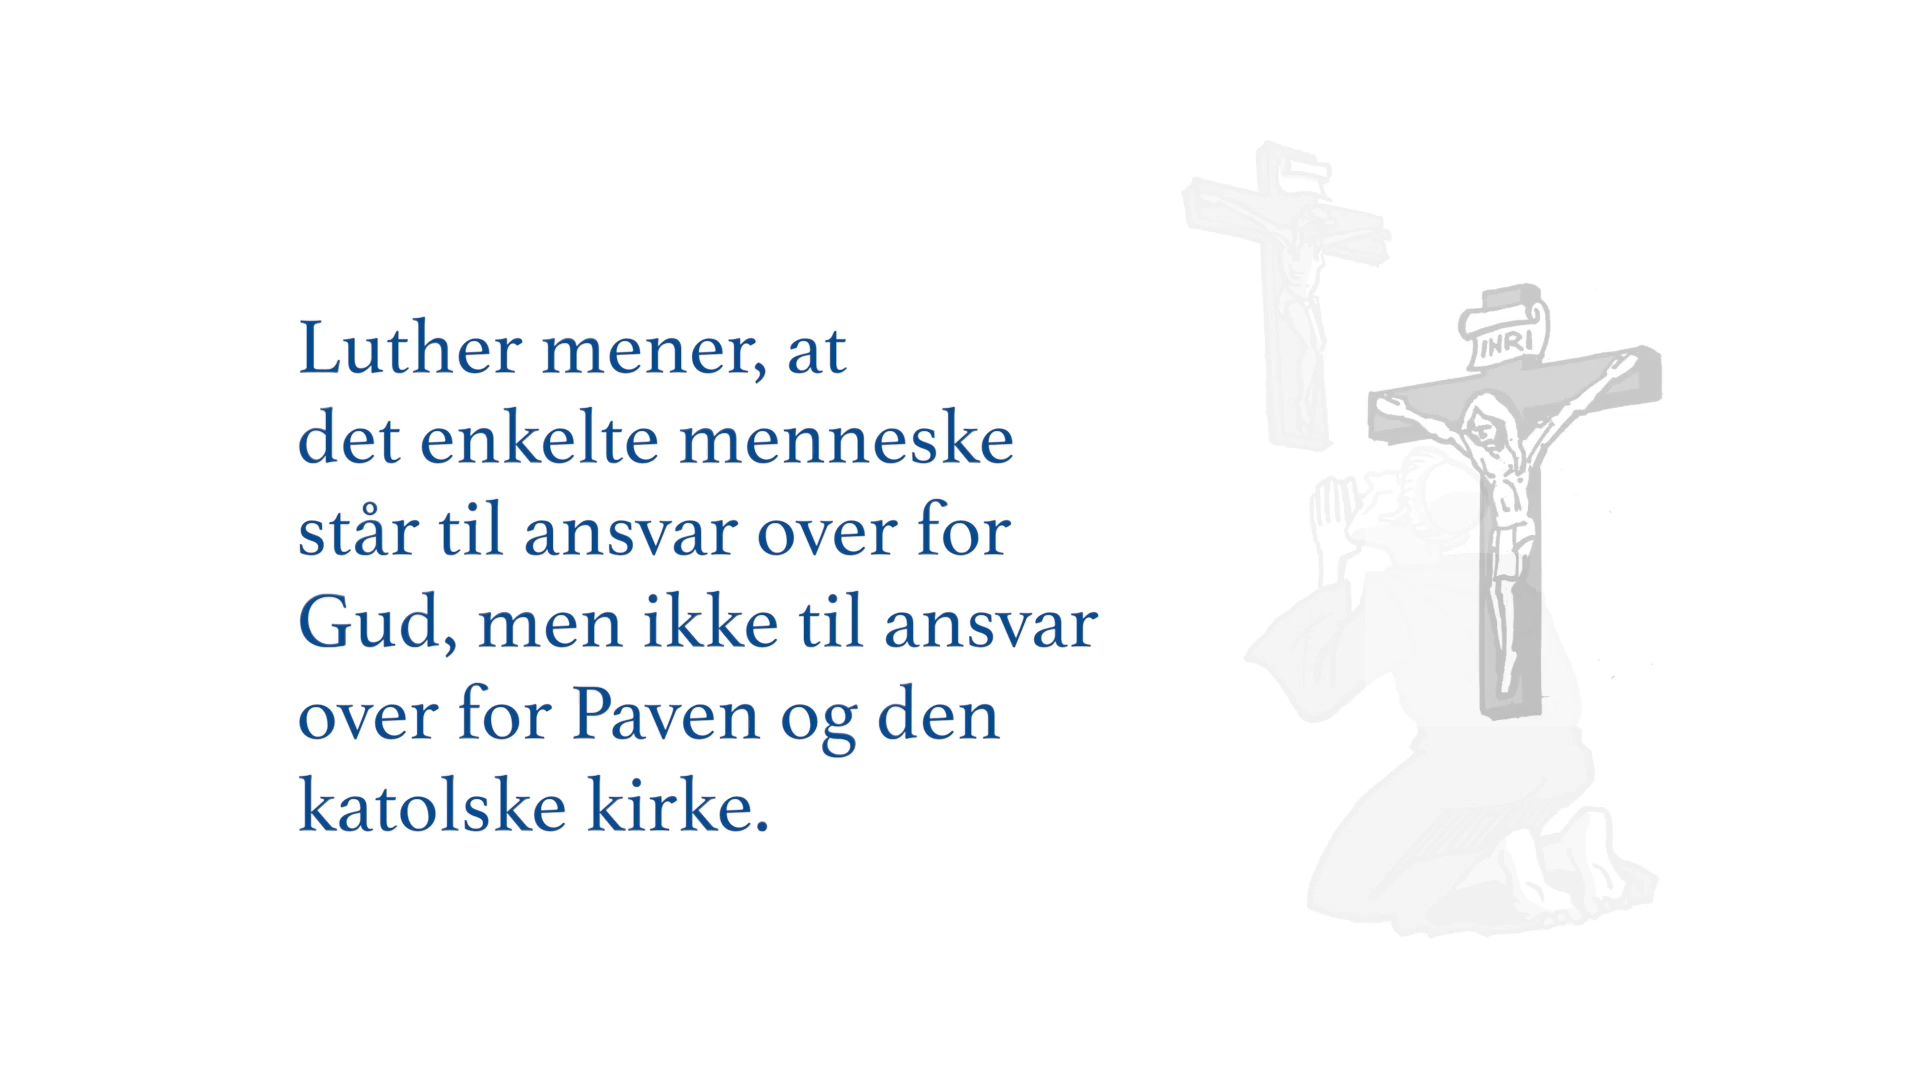 Luther mener, at
det enkelte menneske
står til ansvar over for
Gud, men ikke til ansvar
over for Paven og den
katolske kirke.
INRI